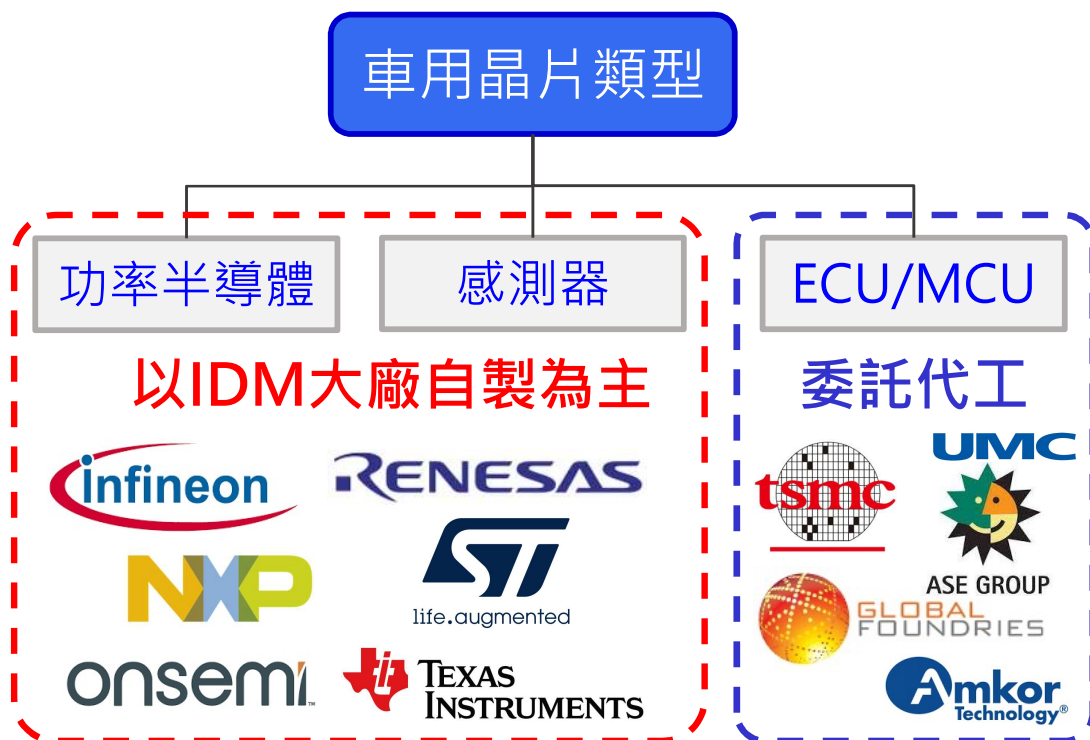 車用晶片類型
功率半導體
感測器
ECU/MCU
以IDM大廠自製為主
委託代工
infineon
RENESAS
NXP
ST
life.augmented
onsemi
TEXAS
INSTRUMENTS
UMC
tsmc
ASE GROUP
GLOBAL
FOUNDRIES
Amkor
Technology®